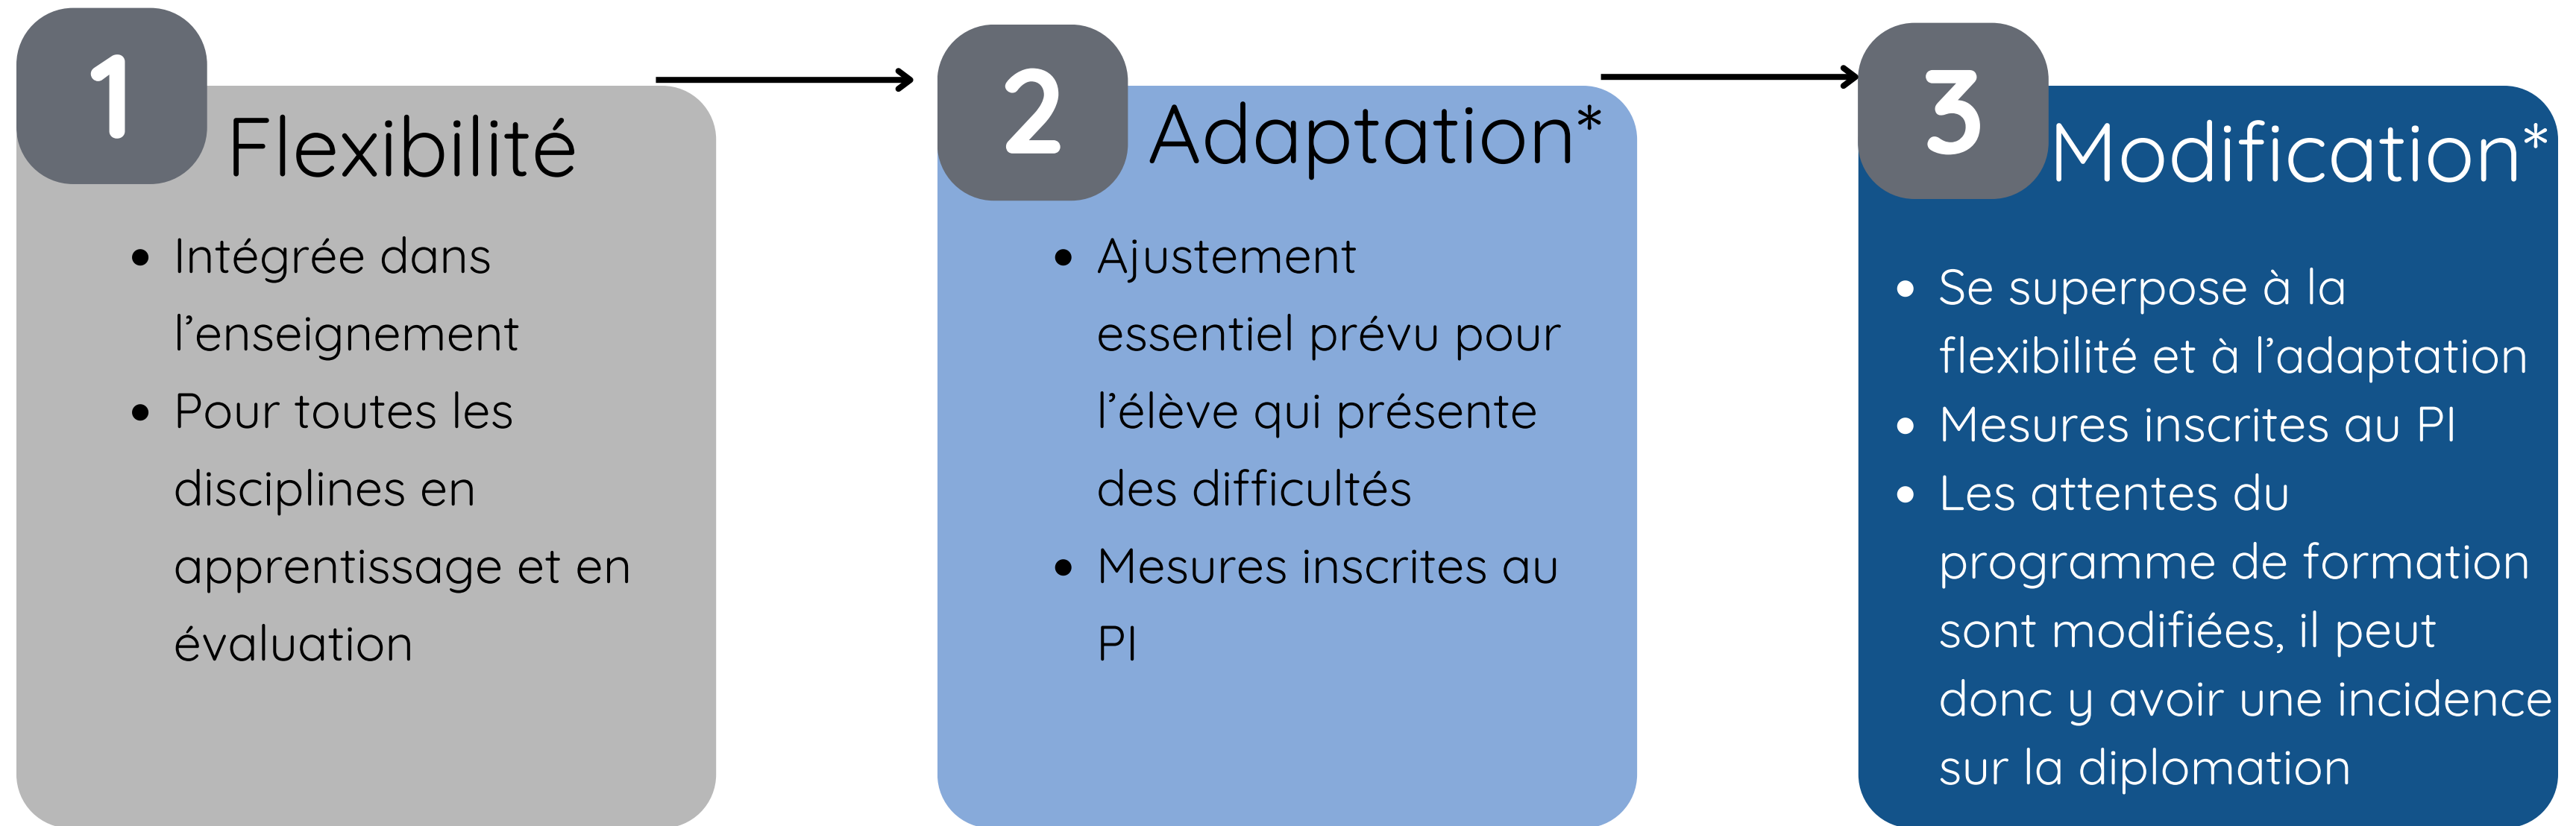 1
Flexibilité
• Intégrée dans
l’enseignement
• Pour toutes les
disciplines en
apprentissage et en
évaluation
2
Adaptation*
• Ajustement
essentiel prévu pour
l’élève qui présente
des difficultés
• Mesures inscrites au
PI
3
Modification*
• Se superpose à la
flexibilité et à l’adaptation
• Mesures inscrites au PI
• Les attentes du
programme de formation
sont modifiées, il peut
donc y avoir une incidence
sur la diplomation